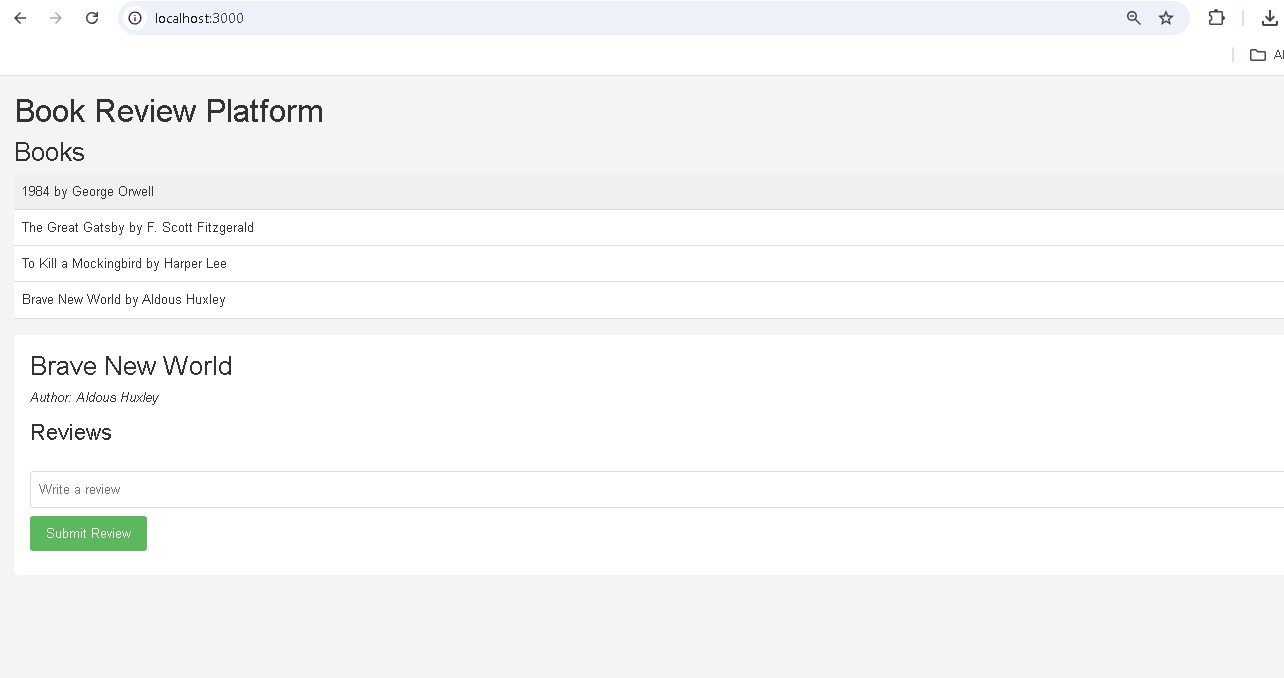 localhost:3000
Book Review Platform
Books
1984 by George Orwell
The Great Gatsby by F. Scott Fitzgerald
To Kill a Mockingbird by Harper Lee
Brave New World by Aldous Huxley
Brave New World
Author: Aldous Huxley
Reviews
Write a review
Submit Review